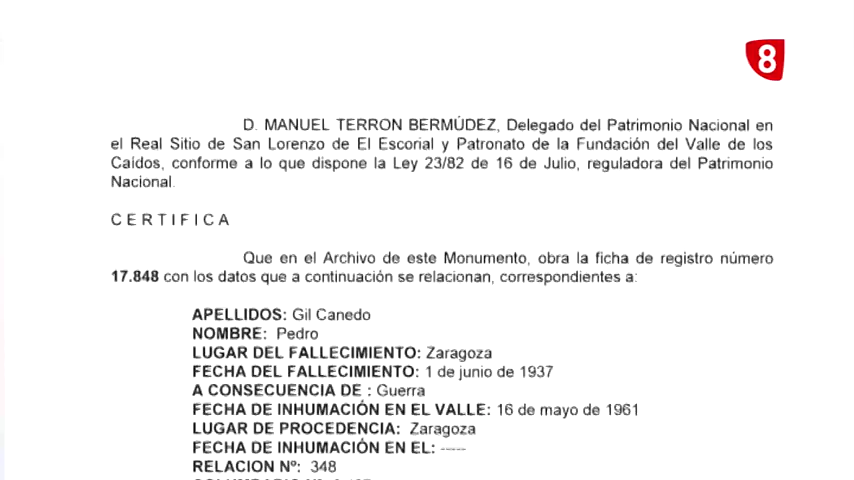 8
D. MANUEL TERRON BERMÚDEZ, Delegado del Patrimonio Nacional en
el Real Sitio de San Lorenzo de El Escorial y Patronato de la Fundación del Valle de los
Caídos, conforme a lo que dispone la Ley 23/82 de 16 de Julio, reguladora del Patrimonio
Nacional.
C E R T I F I C A
Que en el Archivo de este Monumento, obra la ficha de registro número
17.848 con los datos que a continuación se relacionan, correspondientes a:
APELLIDOS: Gil Canedo
NOMBRE: Pedro
LUGAR DEL FALLECIMIENTO: Zaragoza
FECHA DEL FALLECIMIENTO: 1 de junio de 1937
A CONSECUENCIA DE : Guerra
FECHA DE INHUMACIÓN EN EL VALLE: 16 de mayo de 1961
LUGAR DE PROCEDENCIA: Zaragoza
FECHA DE INHUMACIÓN EN EL: -----
RELACION Nº: 348